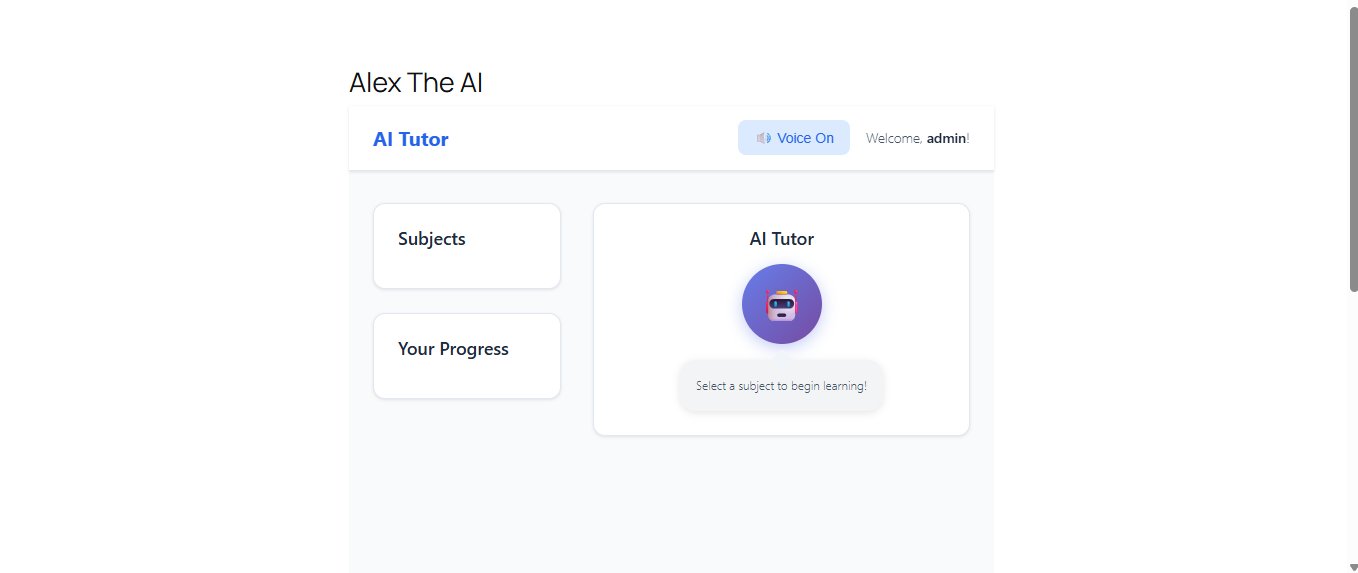 Alex The AI
AI Tutor
Voice On
Welcome, admin!
Subjects
Your Progress
AI Tutor
Select a subject to begin learning!